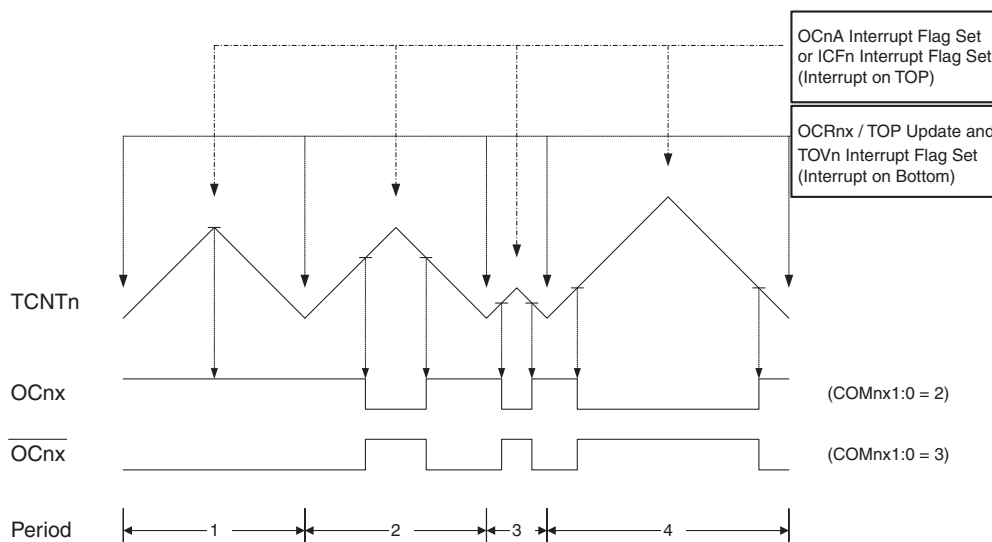 OCnA Interrupt Flag Set
or ICFn Interrupt Flag Set
(Interrupt on TOP)
OCRnx / TOP Update and
TOVn Interrupt Flag Set
(Interrupt on Bottom)
TCNTn
OCnx
(COMnx1:0 = 2)
OCnx
(COMnx1:0 = 3)
Period
1
2
3
4